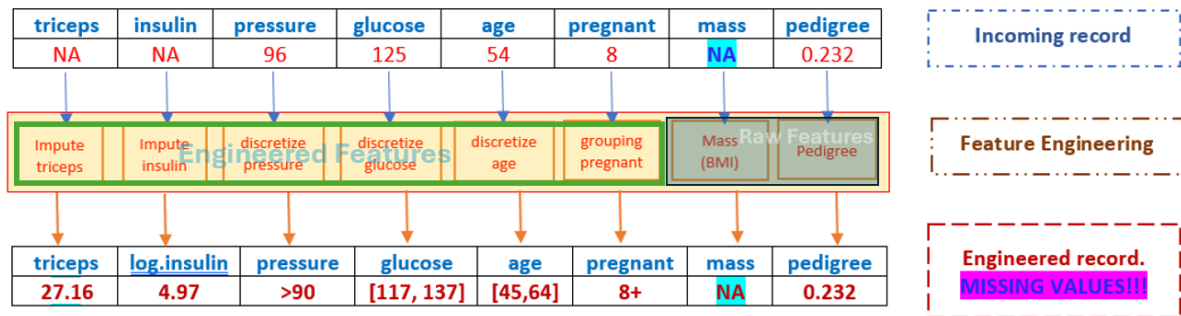 triceps insulin pressure glucose age pregnant mass pedigree
NA NA 96 125 54 8 NA 0.232
Incoming record
Impute triceps
Impute insulin
discretize pressure
discretize glucose
discretize age
grouping pregnant
Mass (BMI)
Pedigree
Engineered Features
Raw Features
Feature Engineering
triceps log.insulin pressure glucose age pregnant mass pedigree
27.16 4.97 >90 [117, 137] [45,64] 8+ NA 0.232
Engineered record.
MISSING VALUES!!!